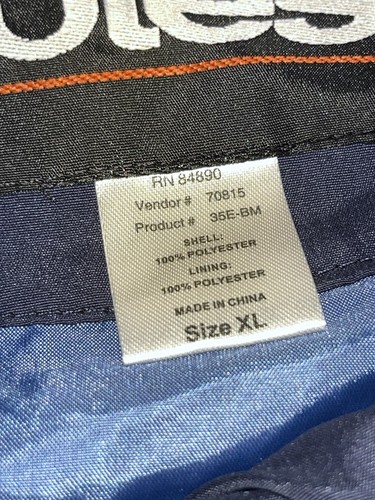 RN 84890
Vendor# 70815
Product # 35E-BM
SHELL:
100% POLYESTER
LINING:
100% POLYESTER
MADE IN CHINA
Size XL